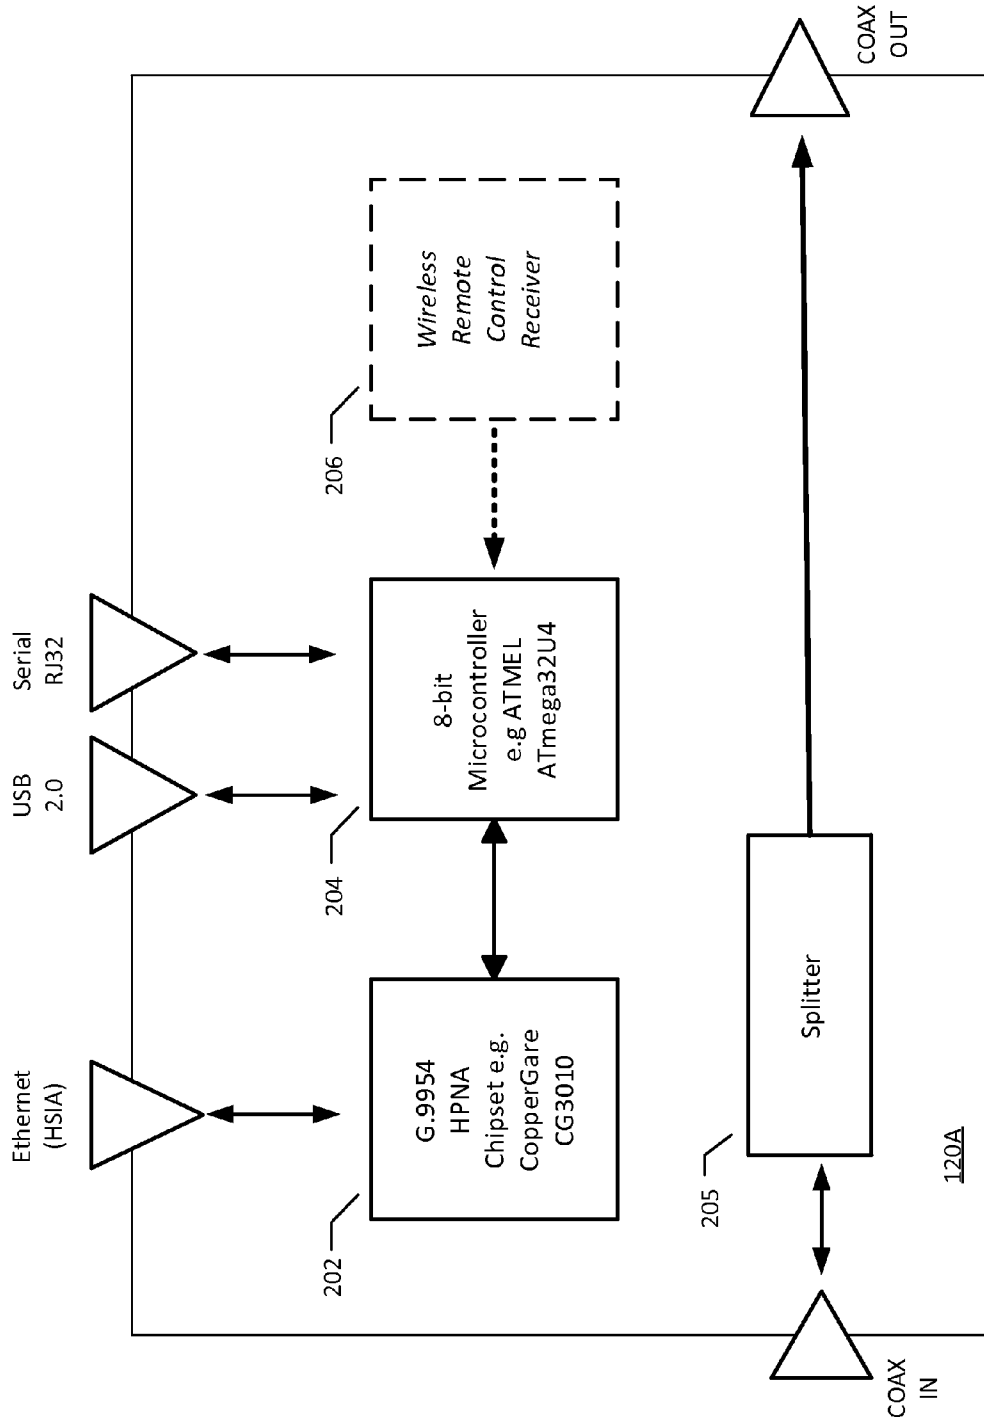 Ethernet
(HSIA)
USB
2.0
Serial
RJ32
202
G.9954
HPNA
Chipset e.g.
CopperGare
CG3010
204
8-bit
Microcontroller
e.g ATMEL
ATmega32U4
206
Wireless
Remote
Control
Receiver
205
Splitter
COAX
IN
COAX
OUT
120A